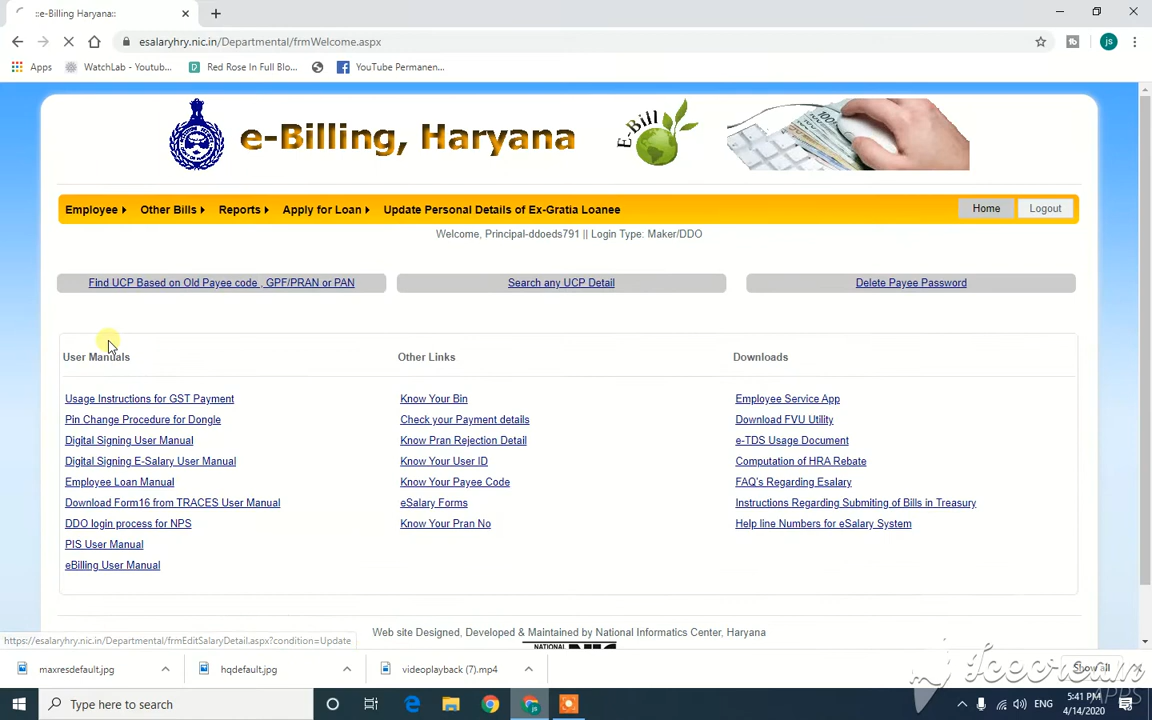 ::e-Billing Haryana::
esalaryhry.nic.in/Departmental/frmWelcome.aspx
js
Apps WatchLab - Youtub... Red Rose In Full Blo... YouTube Permanen...
E-Bill
e-Billing, Haryana
Employee Other Bills Reports Apply for Loan Update Personal Details of Ex-Gratia Loanee Home Logout
Welcome, Principal-ddoeds791 || Login Type: Maker/DDO
Find UCP Based on Old Payee code , GPF/PRAN or PAN Search any UCP Detail Delete Payee Password
User Manuals Other Links Downloads
Usage Instructions for GST Payment Know Your Bin Employee Service App
Pin Change Procedure for Dongle Check your Payment details Download FVU Utility
Digital Signing User Manual Know Pran Rejection Detail e-TDS Usage Document
Digital Signing E-Salary User Manual Know Your User ID Computation of HRA Rebate
Employee Loan Manual Know Your Payee Code FAQ's Regarding Esalary
Download Form16 from TRACES User Manual eSalary Forms Instructions Regarding Submiting of Bills in Treasury
DDO login process for NPS Know Your Pran No Help line Numbers for eSalary System
PIS User Manual
eBilling User Manual
Web site Designed, Developed & Maintained by National Informatics Center, Haryana
https://esalaryhry.nic.in/Departmental/frmEditSalaryDetail.aspx?condition=Update
NATIONAL
maxresdefault.jpg hqdefault.jpg videoplayback (7).mp4 Show all
Icecream
APPS
Type here to search js ENG 5:41 PM
4/14/2020